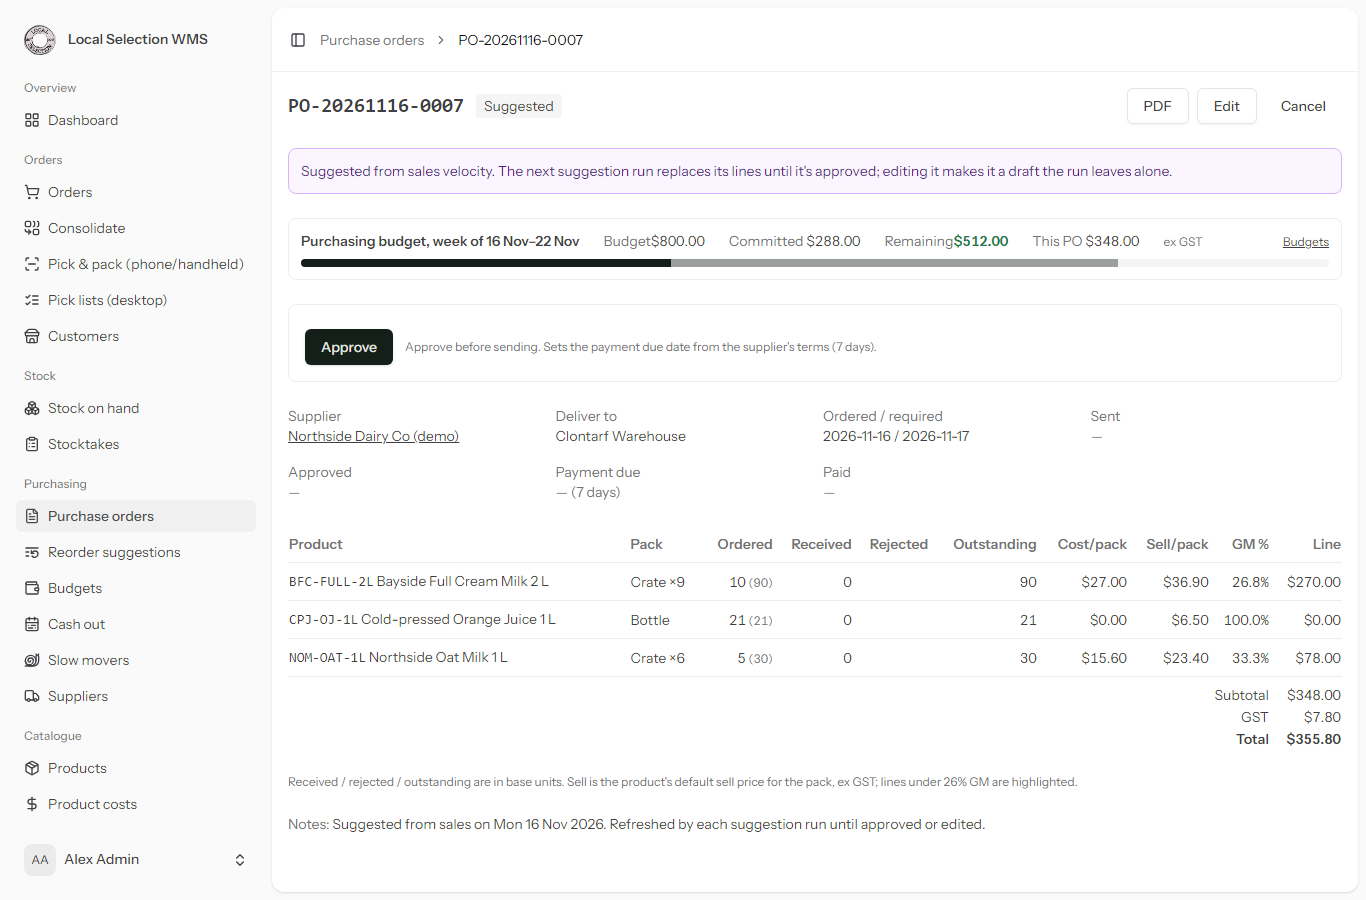 Local Selection WMS
Overview
Dashboard
Orders
Orders
Consolidate
Pick & pack (phone/handheld)
Pick lists (desktop)
Customers
Stock
Stock on hand
Stocktakes
Purchasing
Purchase orders
Reorder suggestions
Budgets
Cash out
Slow movers
Suppliers
Catalogue
Products
Product costs
AA Alex Admin
Purchase orders > PO-20261116-0007
PO-20261116-0007 Suggested PDF Edit Cancel
Suggested from sales velocity. The next suggestion run replaces its lines until it's approved; editing it makes it a draft the run leaves alone.
Purchasing budget, week of 16 Nov–22 Nov Budget$800.00 Committed $288.00 Remaining$512.00 This PO $348.00 ex GST Budgets
Approve Approve before sending. Sets the payment due date from the supplier's terms (7 days).
Supplier Deliver to Ordered / required Sent
Northside Dairy Co (demo) Clontarf Warehouse 2026-11-16 / 2026-11-17 —
Approved Payment due Paid
— — (7 days) —
Product Pack Ordered Received Rejected Outstanding Cost/pack Sell/pack GM % Line
BFC-FULL-2L Bayside Full Cream Milk 2 L Crate ×9 10 (90) 0 90 $27.00 $36.90 26.8% $270.00
CPJ-OJ-1L Cold-pressed Orange Juice 1 L Bottle 21 (21) 0 21 $0.00 $6.50 100.0% $0.00
NOM-OAT-1L Northside Oat Milk 1 L Crate ×6 5 (30) 0 30 $15.60 $23.40 33.3% $78.00
Subtotal $348.00
GST $7.80
Total $355.80
Received / rejected / outstanding are in base units. Sell is the product's default sell price for the pack, ex GST; lines under 26% GM are highlighted.
Notes: Suggested from sales on Mon 16 Nov 2026. Refreshed by each suggestion run until approved or edited.